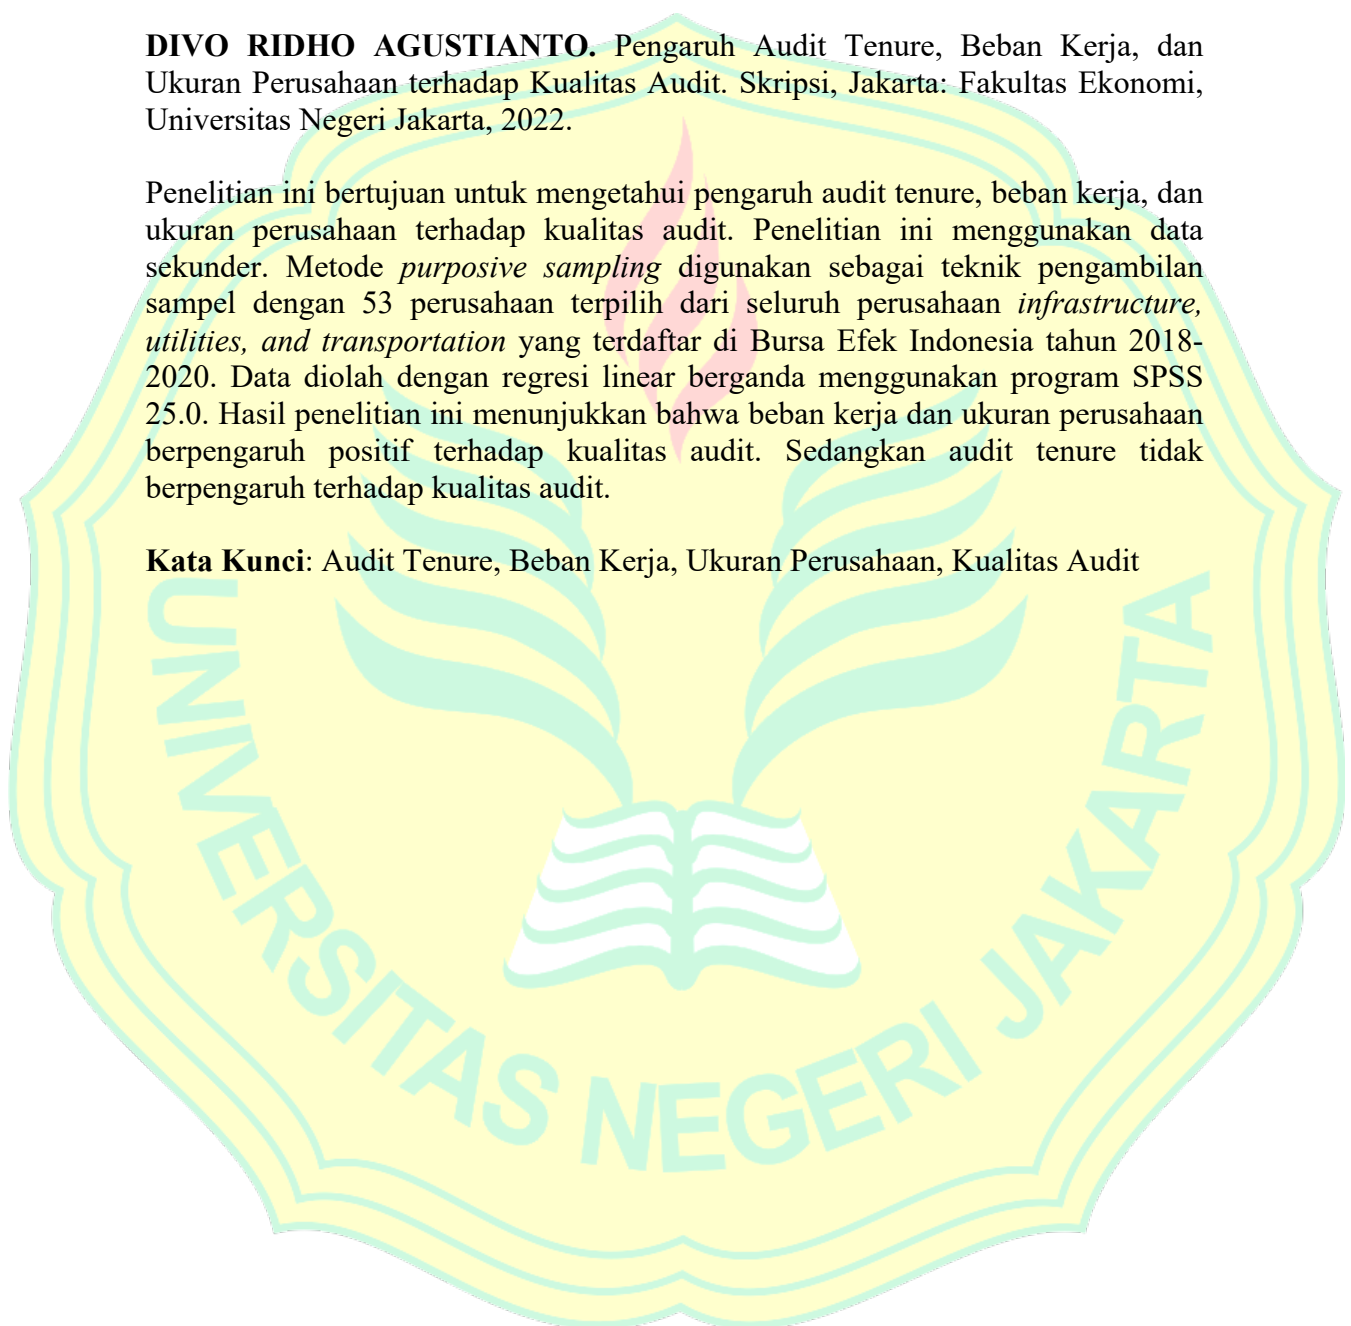 DIVO RIDHO AGUSTIANTO. Pengaruh Audit Tenure, Beban Kerja, dan
Ukuran Perusahaan terhadap Kualitas Audit. Skripsi, Jakarta: Fakultas Ekonomi,
Universitas Negeri Jakarta, 2022.
Penelitian ini bertujuan untuk mengetahui pengaruh audit tenure, beban kerja, dan
ukuran perusahaan terhadap kualitas audit. Penelitian ini menggunakan data
sekunder. Metode purposive sampling digunakan sebagai teknik pengambilan
sampel dengan 53 perusahaan terpilih dari seluruh perusahaan infrastructure,
utilities, and transportation yang terdaftar di Bursa Efek Indonesia tahun 2018-
2020. Data diolah dengan regresi linear berganda menggunakan program SPSS
25.0. Hasil penelitian ini menunjukkan bahwa beban kerja dan ukuran perusahaan
berpengaruh positif terhadap kualitas audit. Sedangkan audit tenure tidak
berpengaruh terhadap kualitas audit.
Kata Kunci: Audit Tenure, Beban Kerja, Ukuran Perusahaan, Kualitas Audit
UNIVERSITAS NEGERI JAKARTA